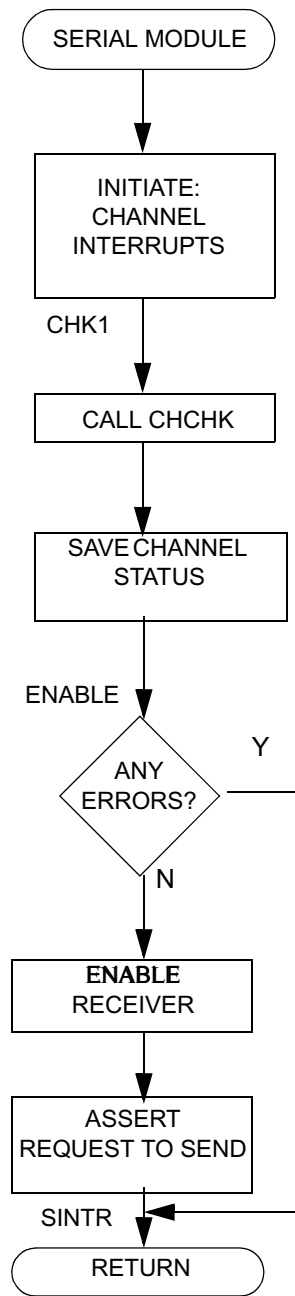 SERIAL MODULE
INITIATE:
CHANNEL
INTERRUPTS
CHK1
CALL CHCHK
SAVE CHANNEL
STATUS
ENABLE
ANY
ERRORS?
Y
N
ENABLE
RECEIVER
ASSERT
REQUEST TO SEND
SINTR
RETURN